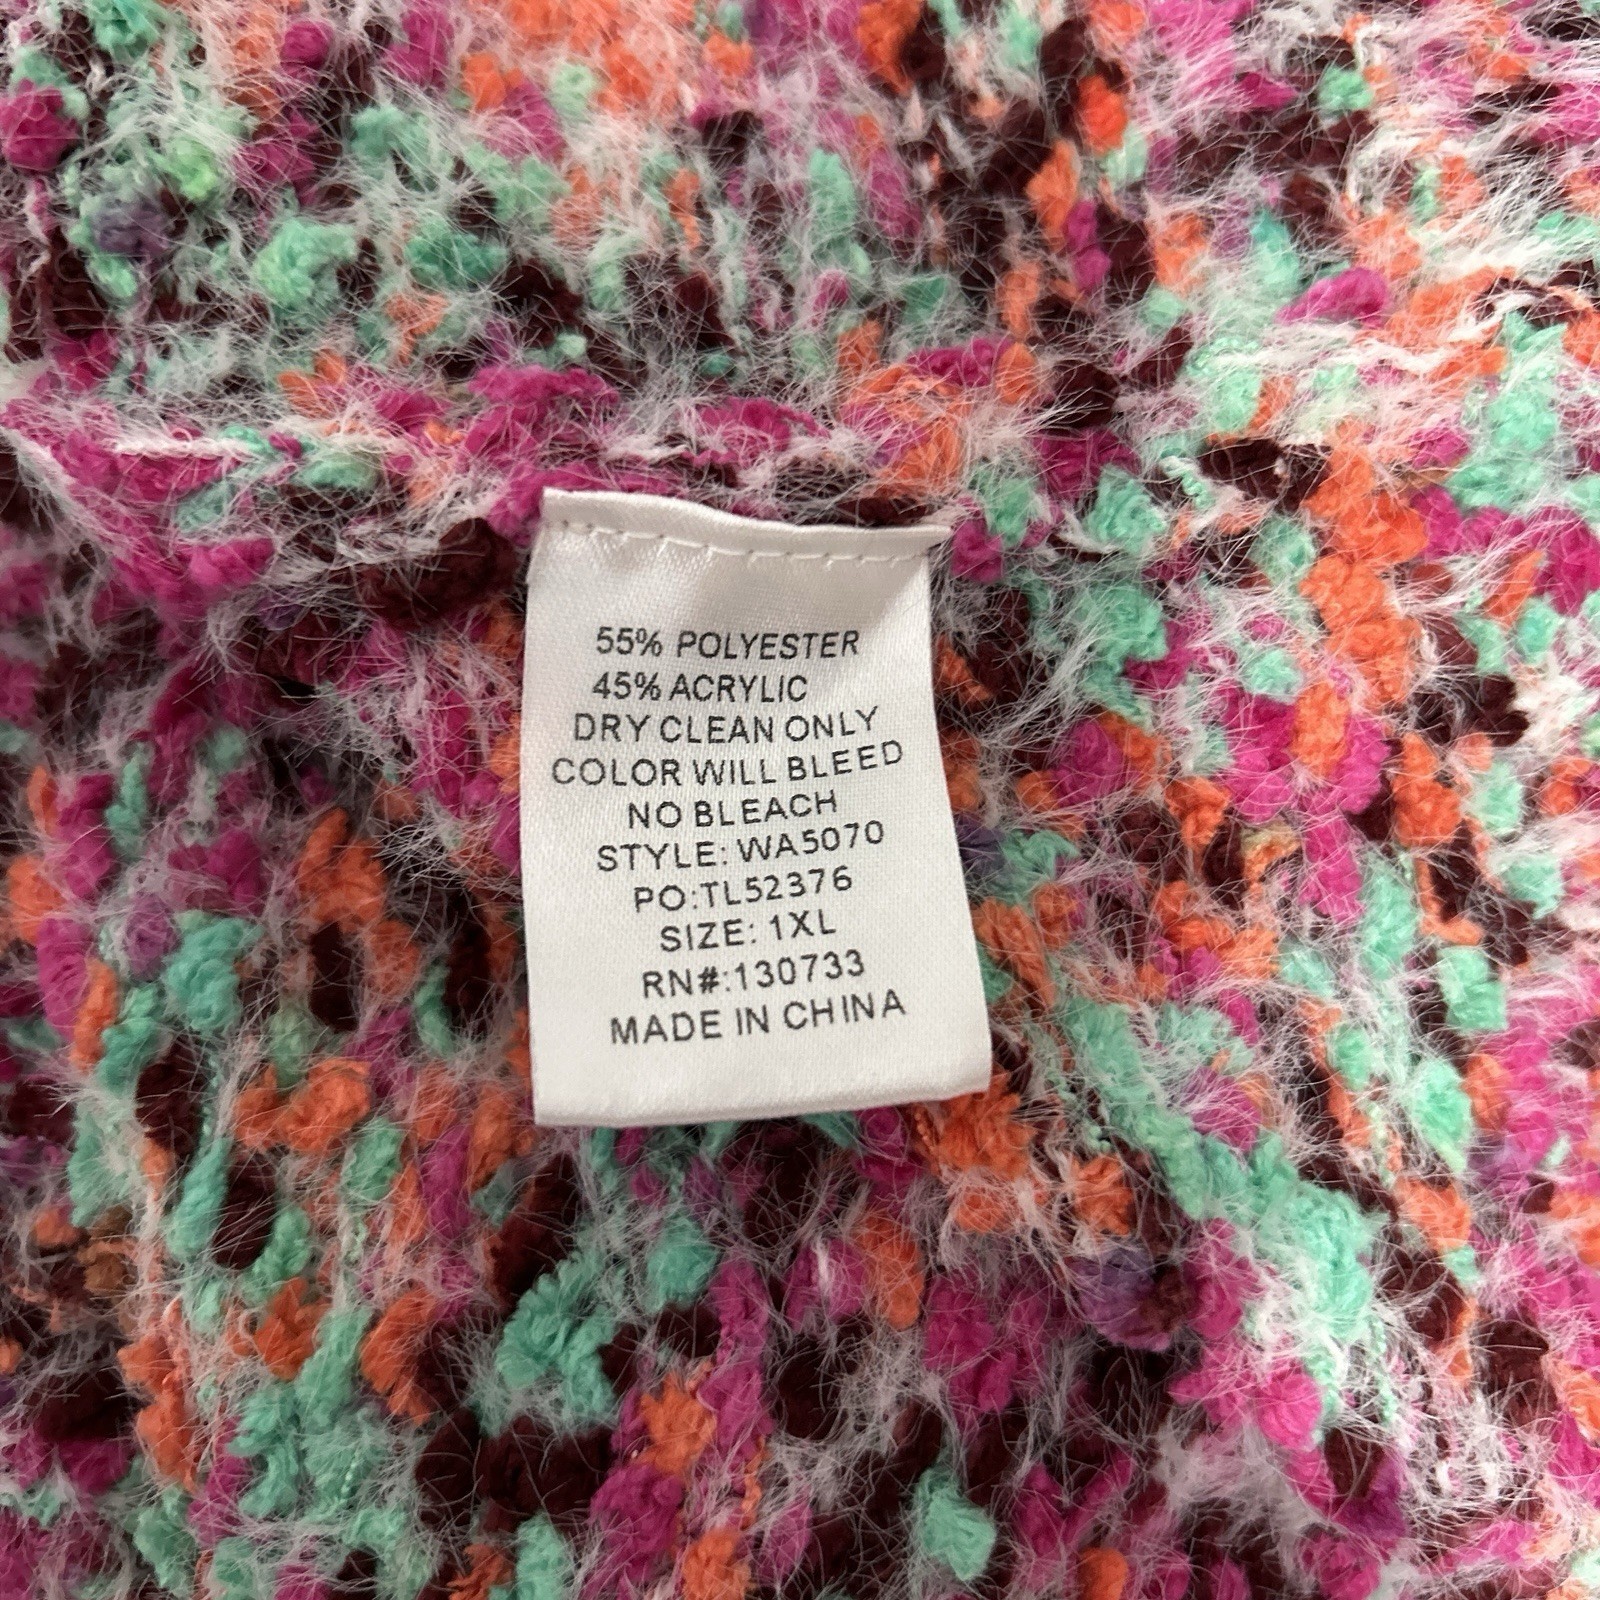 55% POLYESTER
45% ACRYLIC
DRY CLEAN ONLY
COLOR WILL BLEED
NO BLEACH
STYLE: WA5070
PO:TL52376
SIZE: 1XL
RN#:130733
MADE IN CHINA